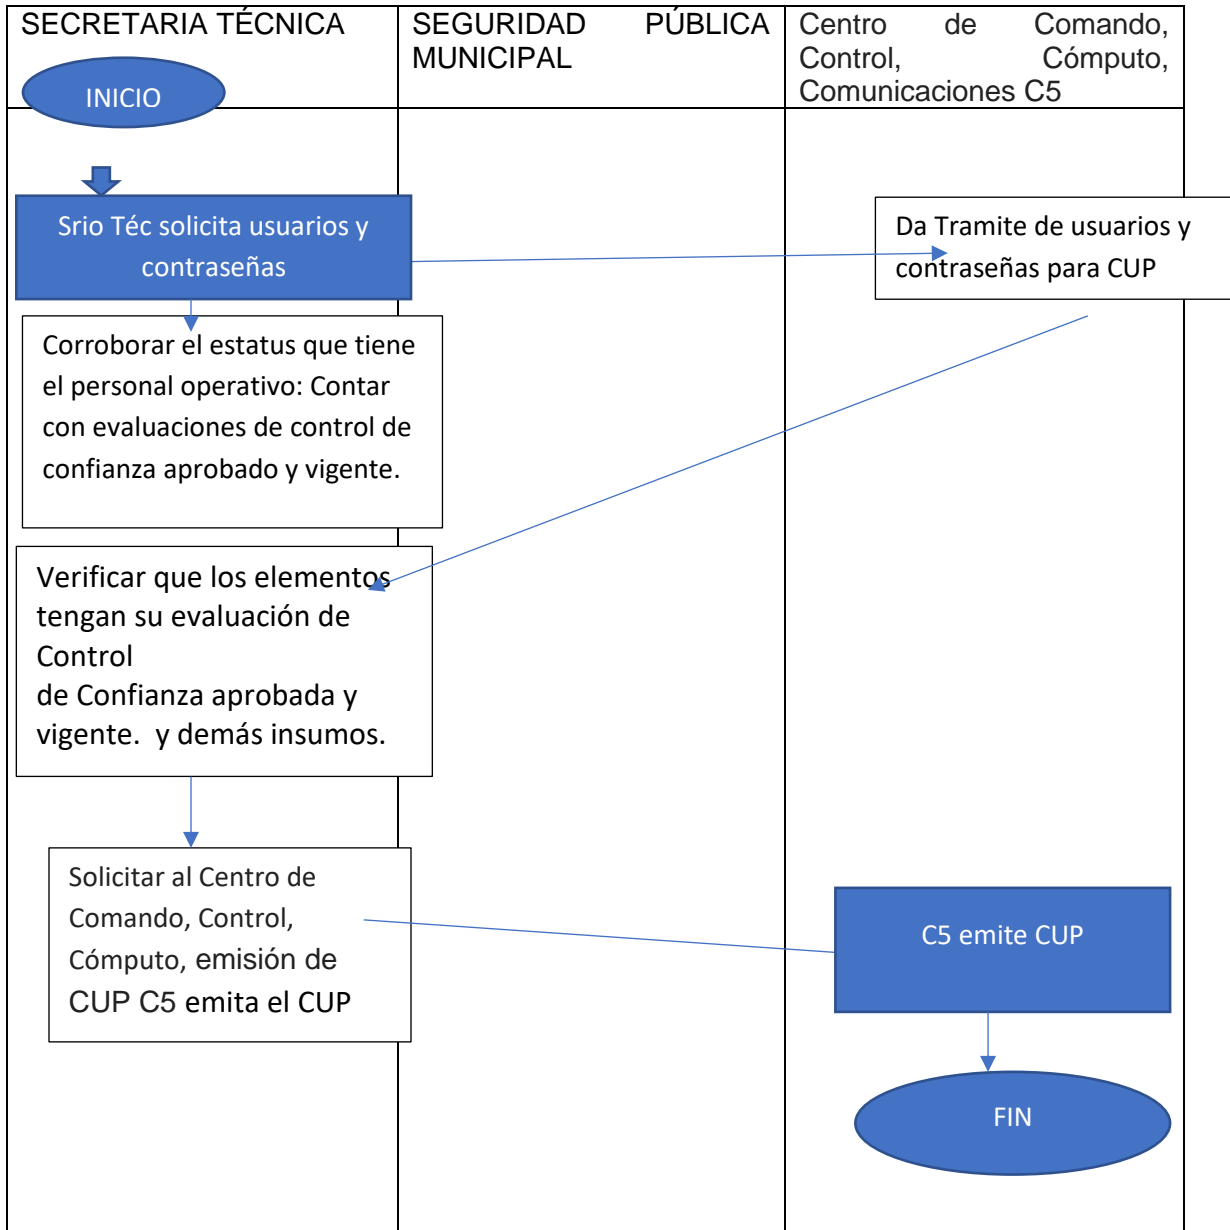 SECRETARIA TÉCNICA
SEGURIDAD PÚBLICA
MUNICIPAL
Centro de Comando,
Control, Cómputo,
Comunicaciones C5
INICIO
Srio Téc solicita usuarios y
contraseñas
Da Tramite de usuarios y
contraseñas para CUP
Corroborar el estatus que tiene
el personal operativo: Contar
con evaluaciones de control de
confianza aprobado y vigente.
Verificar que los elementos
tengan su evaluación de
Control
de Confianza aprobada y
vigente. y demás insumos.
Solicitar al Centro de
Comando, Control,
Cómputo, emisión de
CUP C5 emita el CUP
C5 emite CUP
FIN